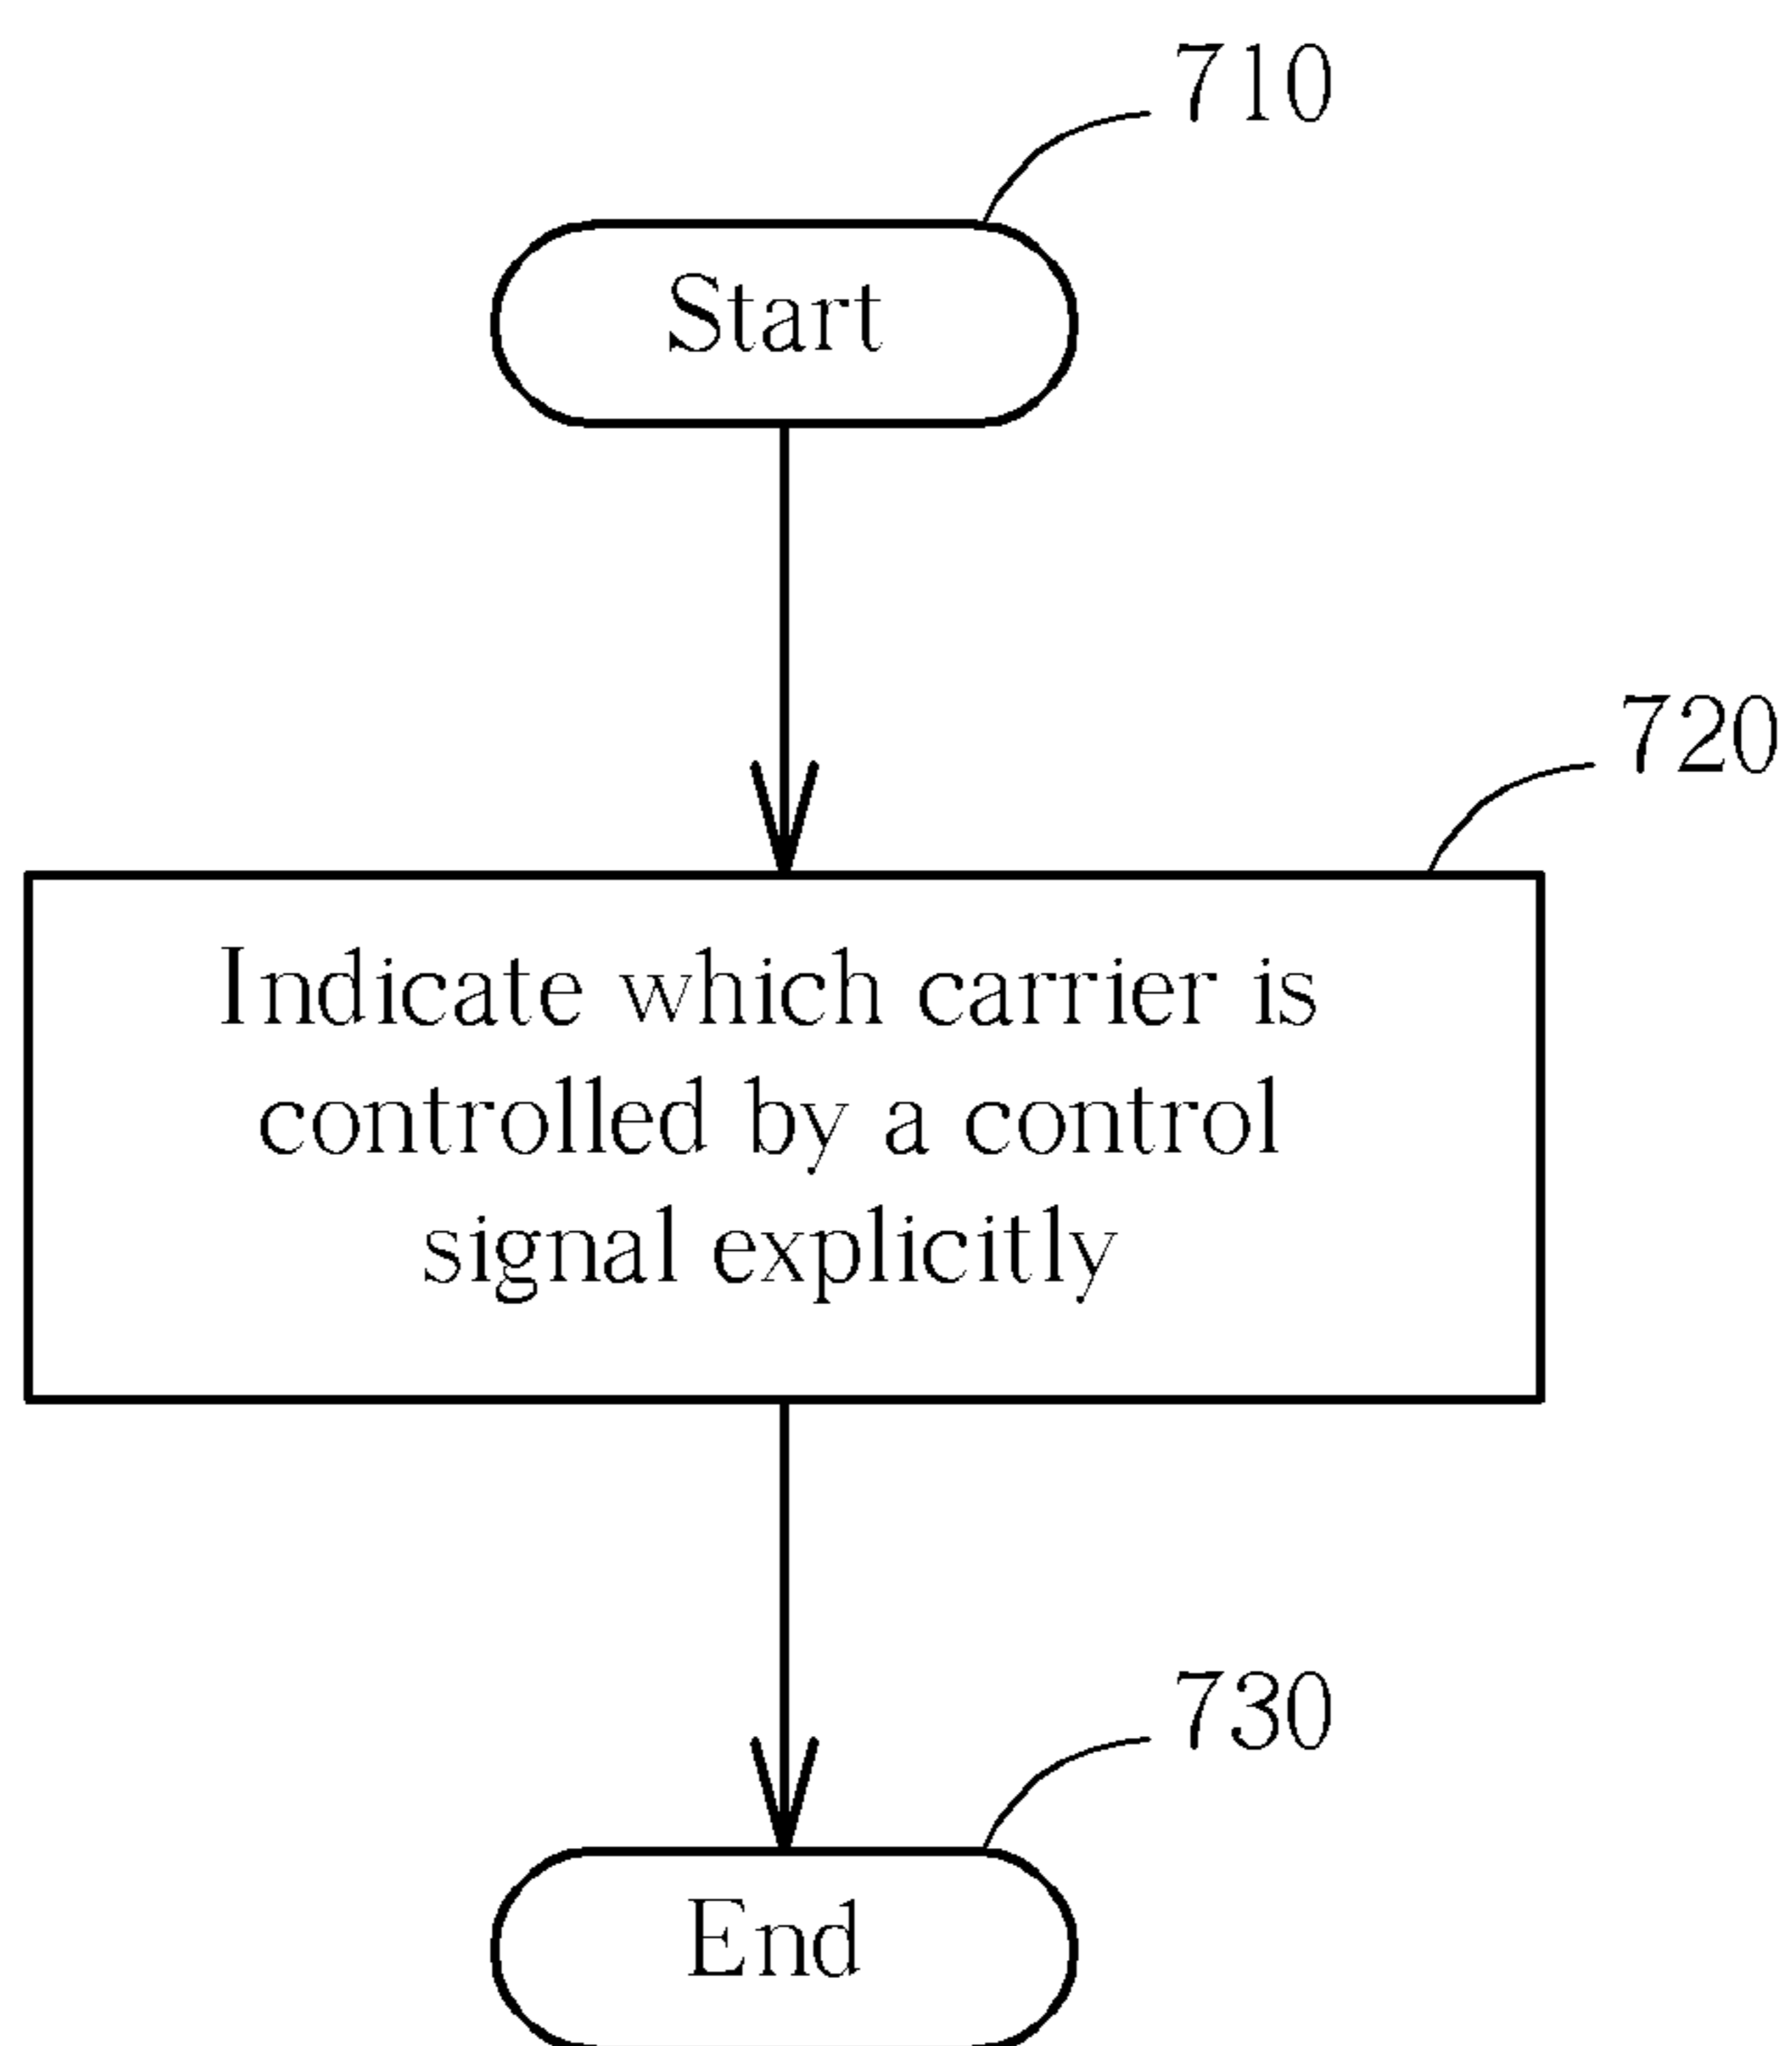 710
Start
720
Indicate which carrier is
controlled by a control
signal explicitly
730
End